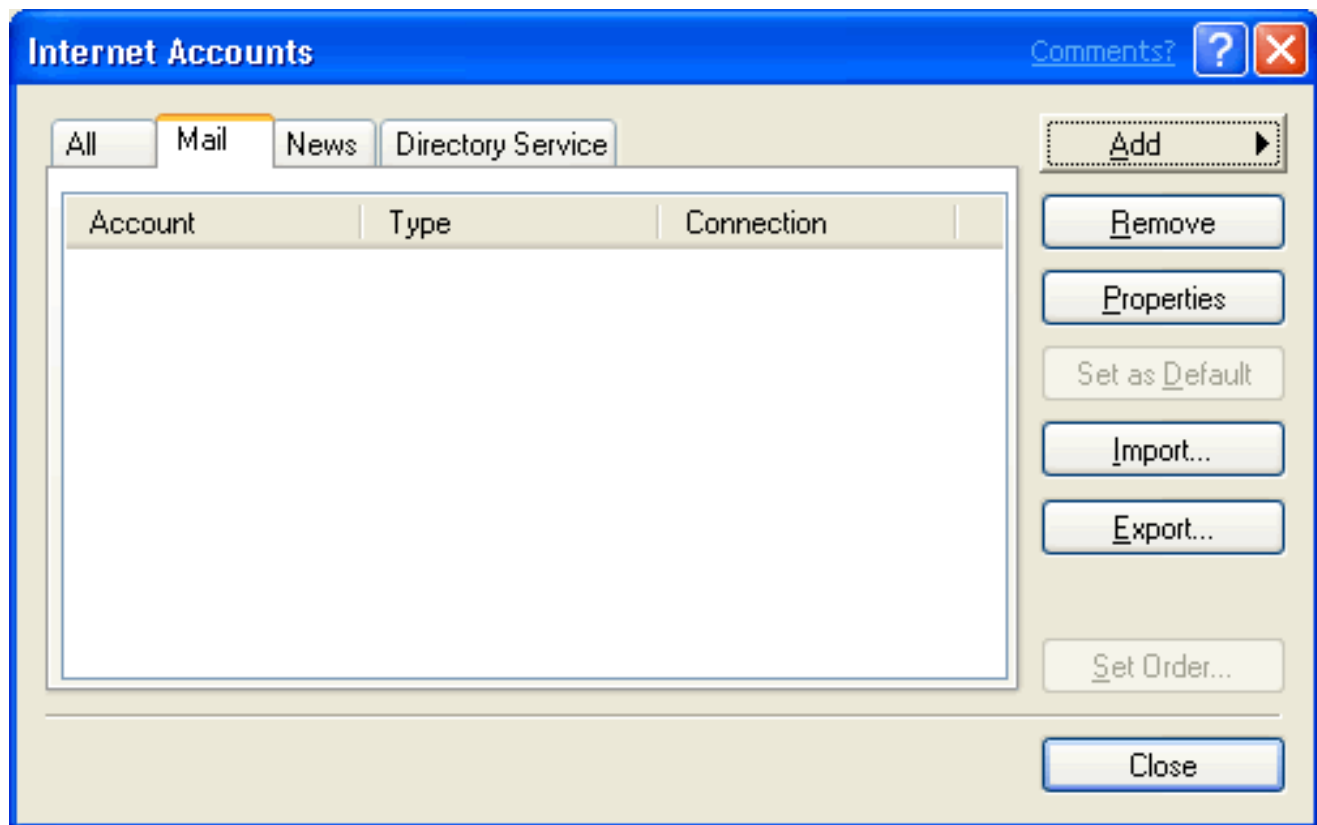 Internet Accounts
Comments?
?
All
Mail
News
Directory Service
Account
Type
Connection
Add
Remove
Properties
Set as Default
Import...
Export...
Set Order...
Close